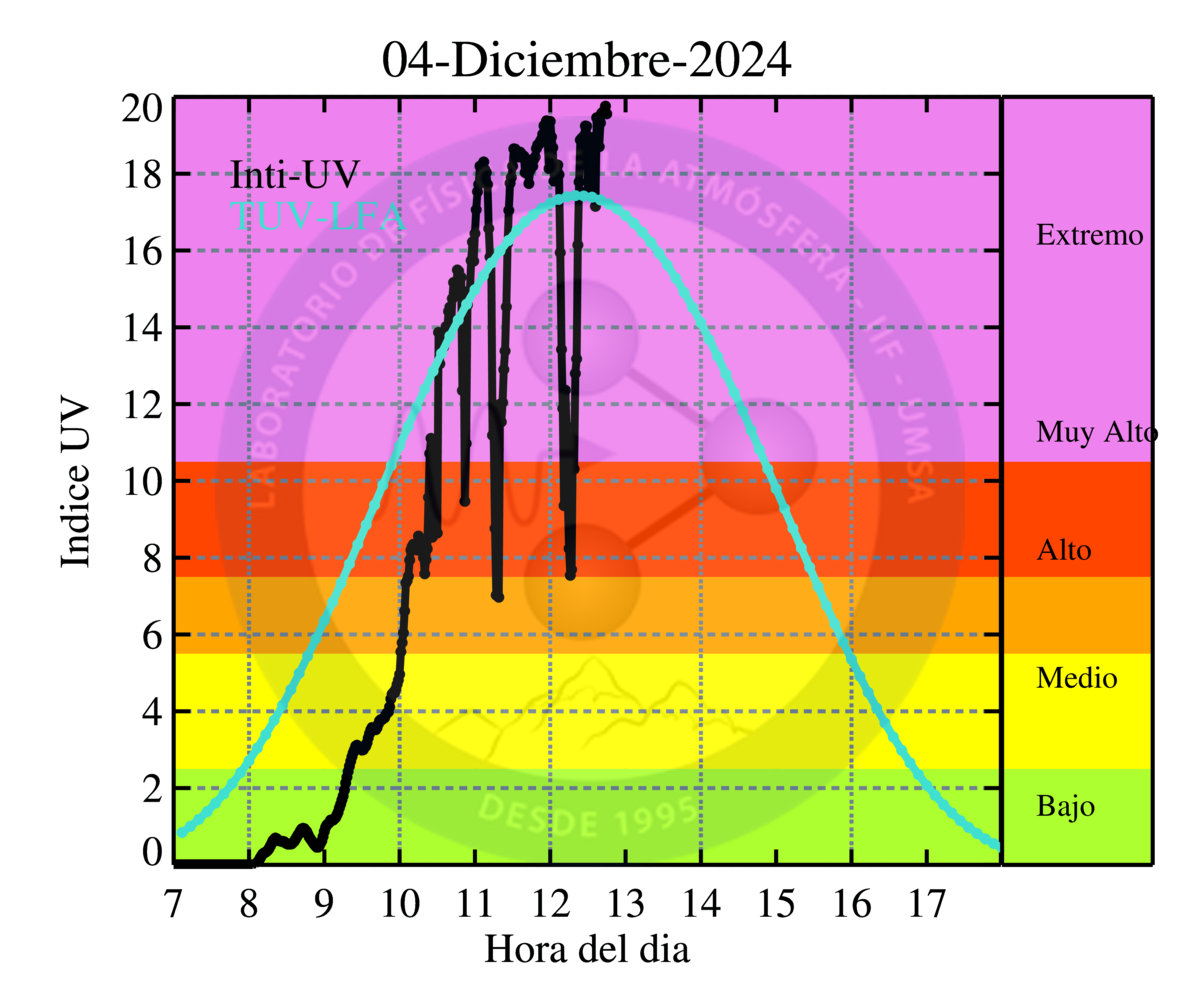 04-Diciembre-2024
Indice UV
20
18
16
14
12
10
8
6
4
2
0
Inti-UV
TUV-LFA
LABORATORIO DE FÍSICA DE LA ATMÓSFERA - IIF - UMSA
DESDE 1995
Extremo
Muy Alto
Alto
Medio
Bajo
7 8 9 10 11 12 13 14 15 16 17
Hora del dia